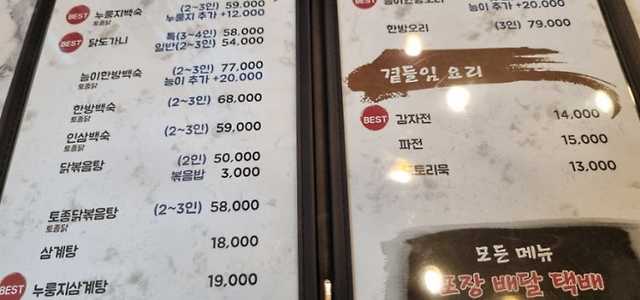 BEST 누룽지백숙 (2~3인) 59,000
토종닭 누룽지 추가 +12,000
BEST 닭도가니 특(3~4인) 58,000
일반(2~3인) 54,000
능이한방백숙 (2~3인) 77,000
토종닭 능이 추가 +20,000
한방백숙 (2~3인) 68,000
토종닭
인삼백숙 (2~3인) 59,000
토종닭
닭볶음탕 (2인) 50,000
볶음밥 3,000
토종닭볶음탕 (2~3인) 58,000
토종닭
삼계탕 18,000
BEST 누룽지삼계탕 19,000
BEST 능이한방오리 능이 추가 +20,000
한방오리 (3인) 79,000
곁들임 요리
BEST 감자전 14,000
파전 15,000
도토리묵 13,000
모든 메뉴
포장 배달 택배